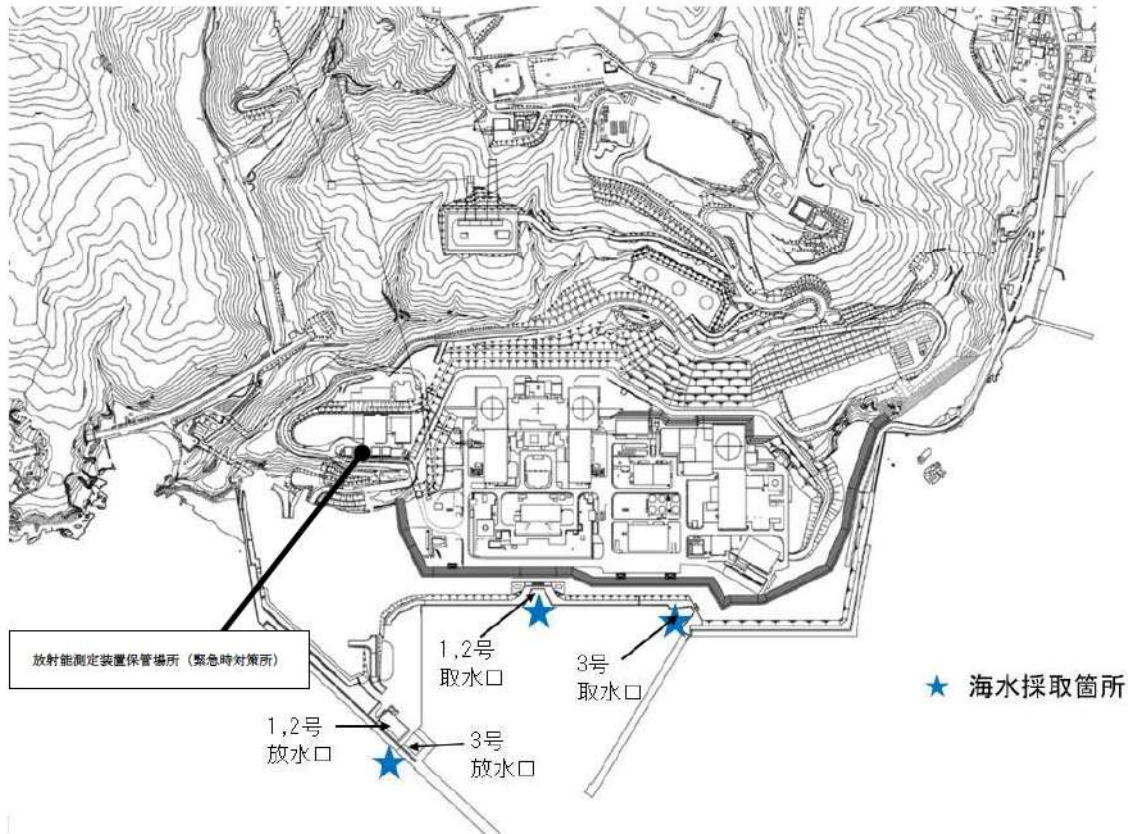 放射能測定装置保管場所（緊急時対策所）
1,2号
取水口
3号
取水口
1,2号
放水口
3号
放水口
★ 海水採取箇所